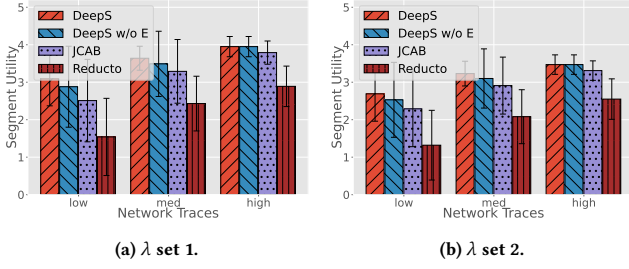 5
4
3
2
1
0
Segment Utility
DeepS
DeepS w/o E
JCAB
Reducto
low
med
high
Network Traces
(a) λ set 1.
5
4
3
2
1
0
Segment Utility
DeepS
DeepS w/o E
JCAB
Reducto
low
med
high
Network Traces
(b) λ set 2.